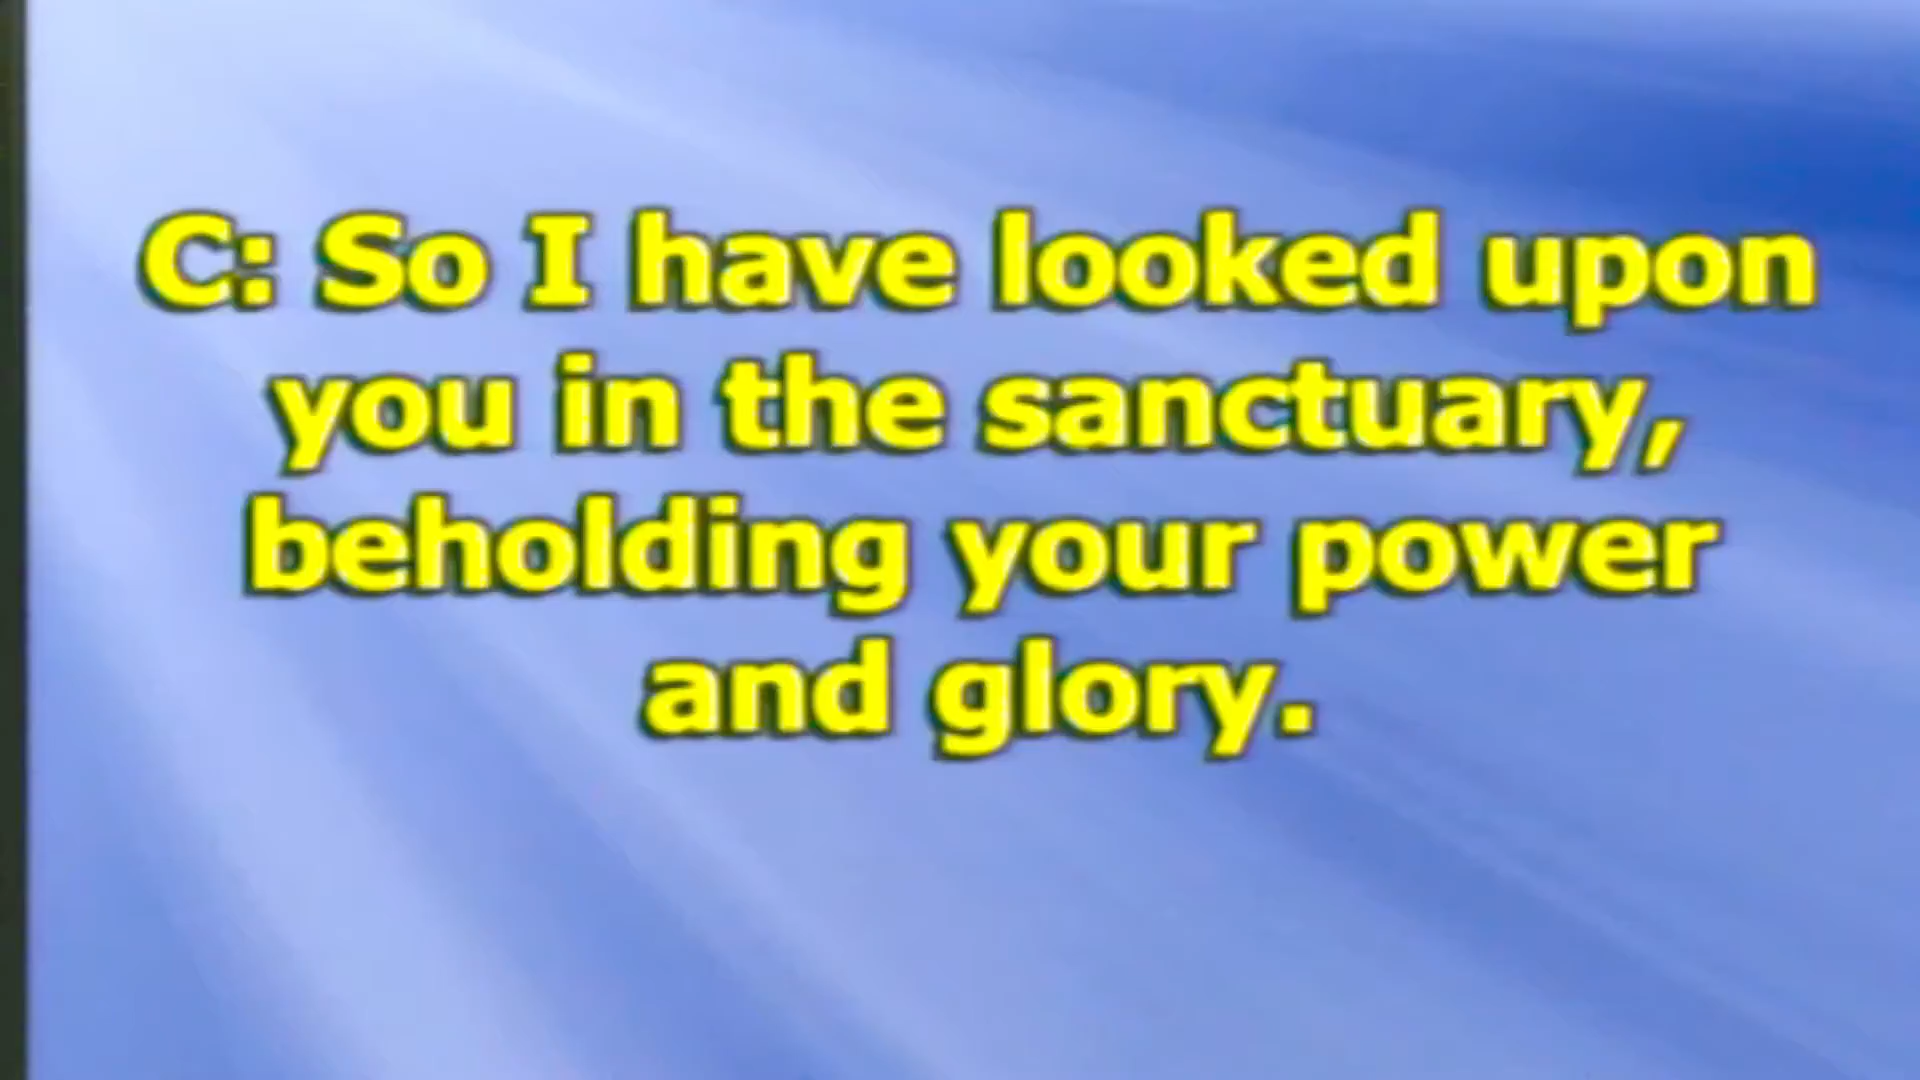 C: So I have looked upon
you in the sanctuary,
beholding your power
and glory.